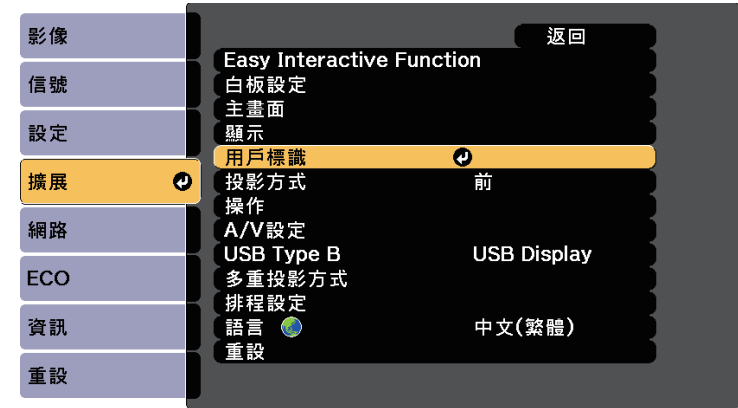 影像
信號
設定
擴展
網路
ECO
資訊
重設
返回
Easy Interactive Function
白板設定
主畫面
顯示
用戶標識
投影方式 前
操作
A/V設定
USB Type B USB Display
多重投影方式
排程設定
語言 中文(繁體)
重設